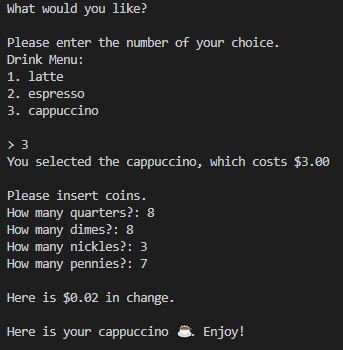 What would you like?
Please enter the number of your choice.
Drink Menu:
1. latte
2. espresso
3. cappuccino
> 3
You selected the cappuccino, which costs $3.00
Please insert coins.
How many quarters?: 8
How many dimes?: 8
How many nickles?: 3
How many pennies?: 7
Here is $0.02 in change.
Here is your cappuccino ☕. Enjoy!